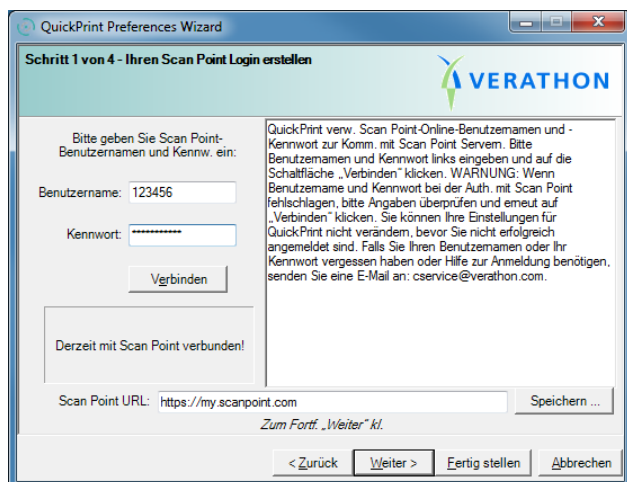 QuickPrint Preferences Wizard
Schritt 1 von 4 - Ihren Scan Point Login erstellen
VERATHON
Bitte geben Sie Scan Point-
Benutzernamen und Kennw. ein:
Benutzername: 123456
Kennwort: ***********
Verbinden
Derzeit mit Scan Point verbunden!
QuickPrint verw. Scan Point-Online-Benutzernamen und -
Kennwort zur Komm. mit Scan Point Servern. Bitte
Benutzernamen und Kennwort links eingeben und auf die
Schaltfläche „Verbinden" klicken. WARNUNG: Wenn
Benutzername und Kennwort bei der Auth. mit Scan Point
fehlschlagen, bitte Angaben überprüfen und erneut auf
„Verbinden" klicken. Sie können Ihre Einstellungen für
QuickPrint nicht verändern, bevor Sie nicht erfolgreich
angemeldet sind. Falls Sie Ihren Benutzernamen oder Ihr
Kennwort vergessen haben oder Hilfe zur Anmeldung benötigen,
senden Sie eine E-Mail an: cservice@verathon.com.
Scan Point URL: https://my.scanpoint.com
Speichern ...
Zum Fortf. „Weiter" kl.
< Zurück
Weiter >
Fertig stellen
Abbrechen